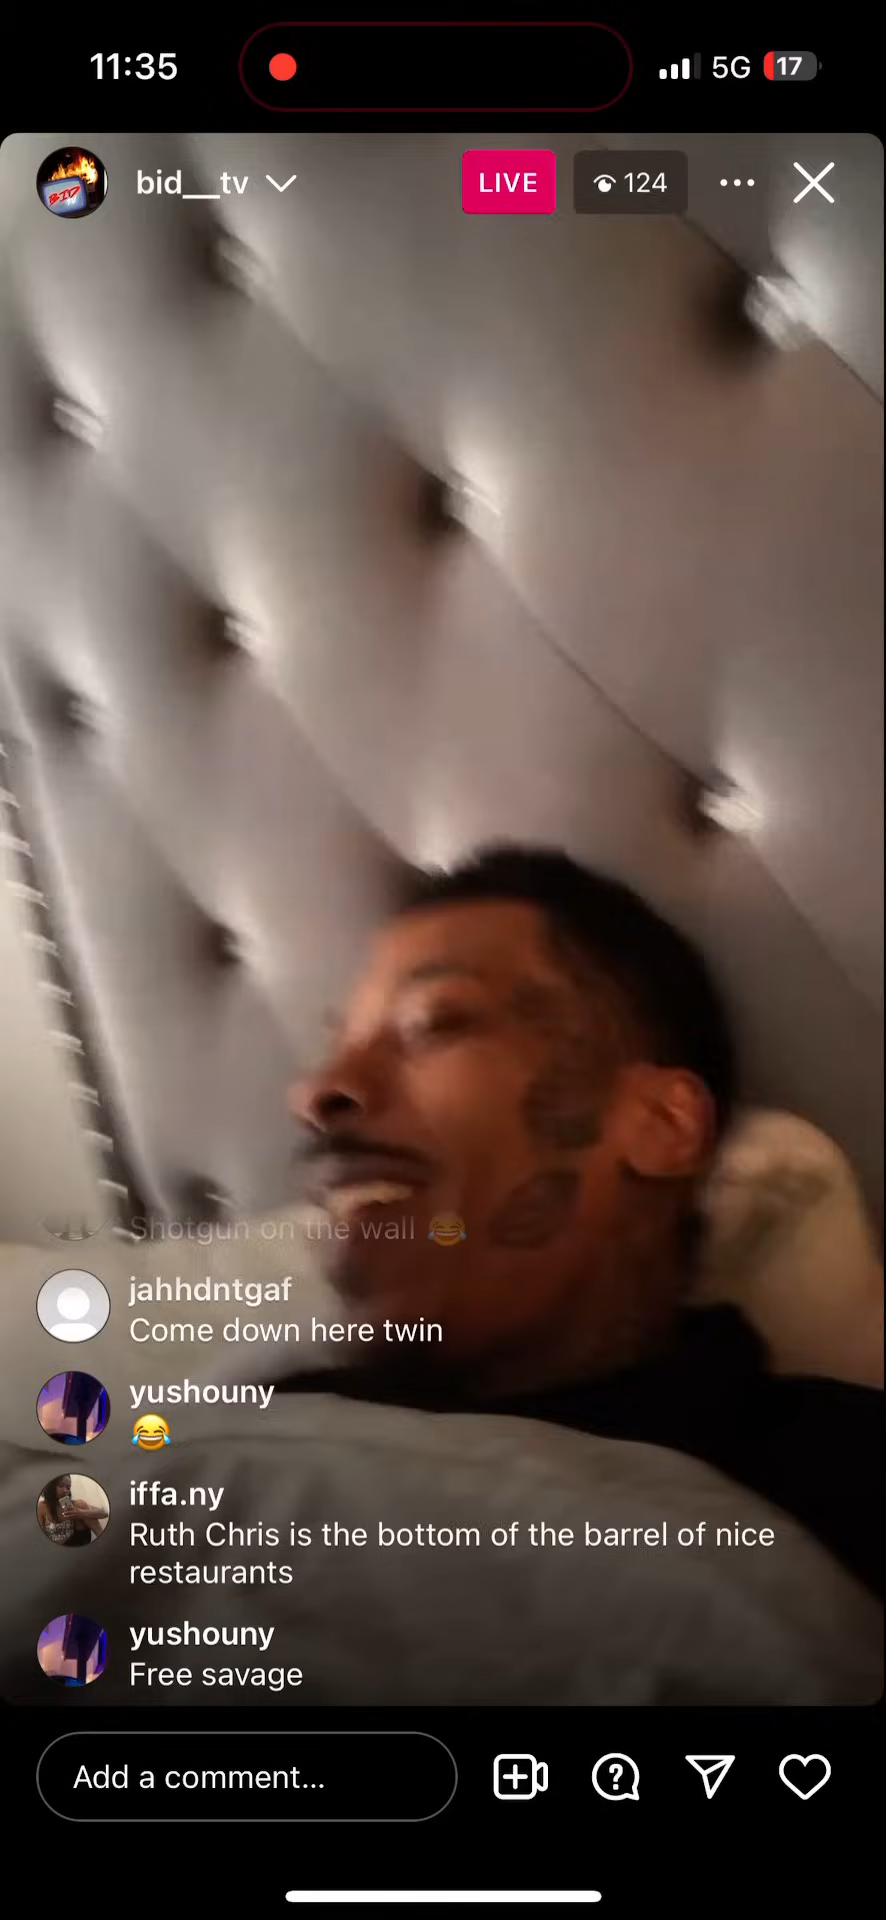 11:35
5G
17
BID
bid__tv
LIVE
124
Shotgun on the wall 😂
jahhdntgaf
Come down here twin
yushouny
😂
iffa.ny
Ruth Chris is the bottom of the barrel of nice
restaurants
yushouny
Free savage
Add a comment...